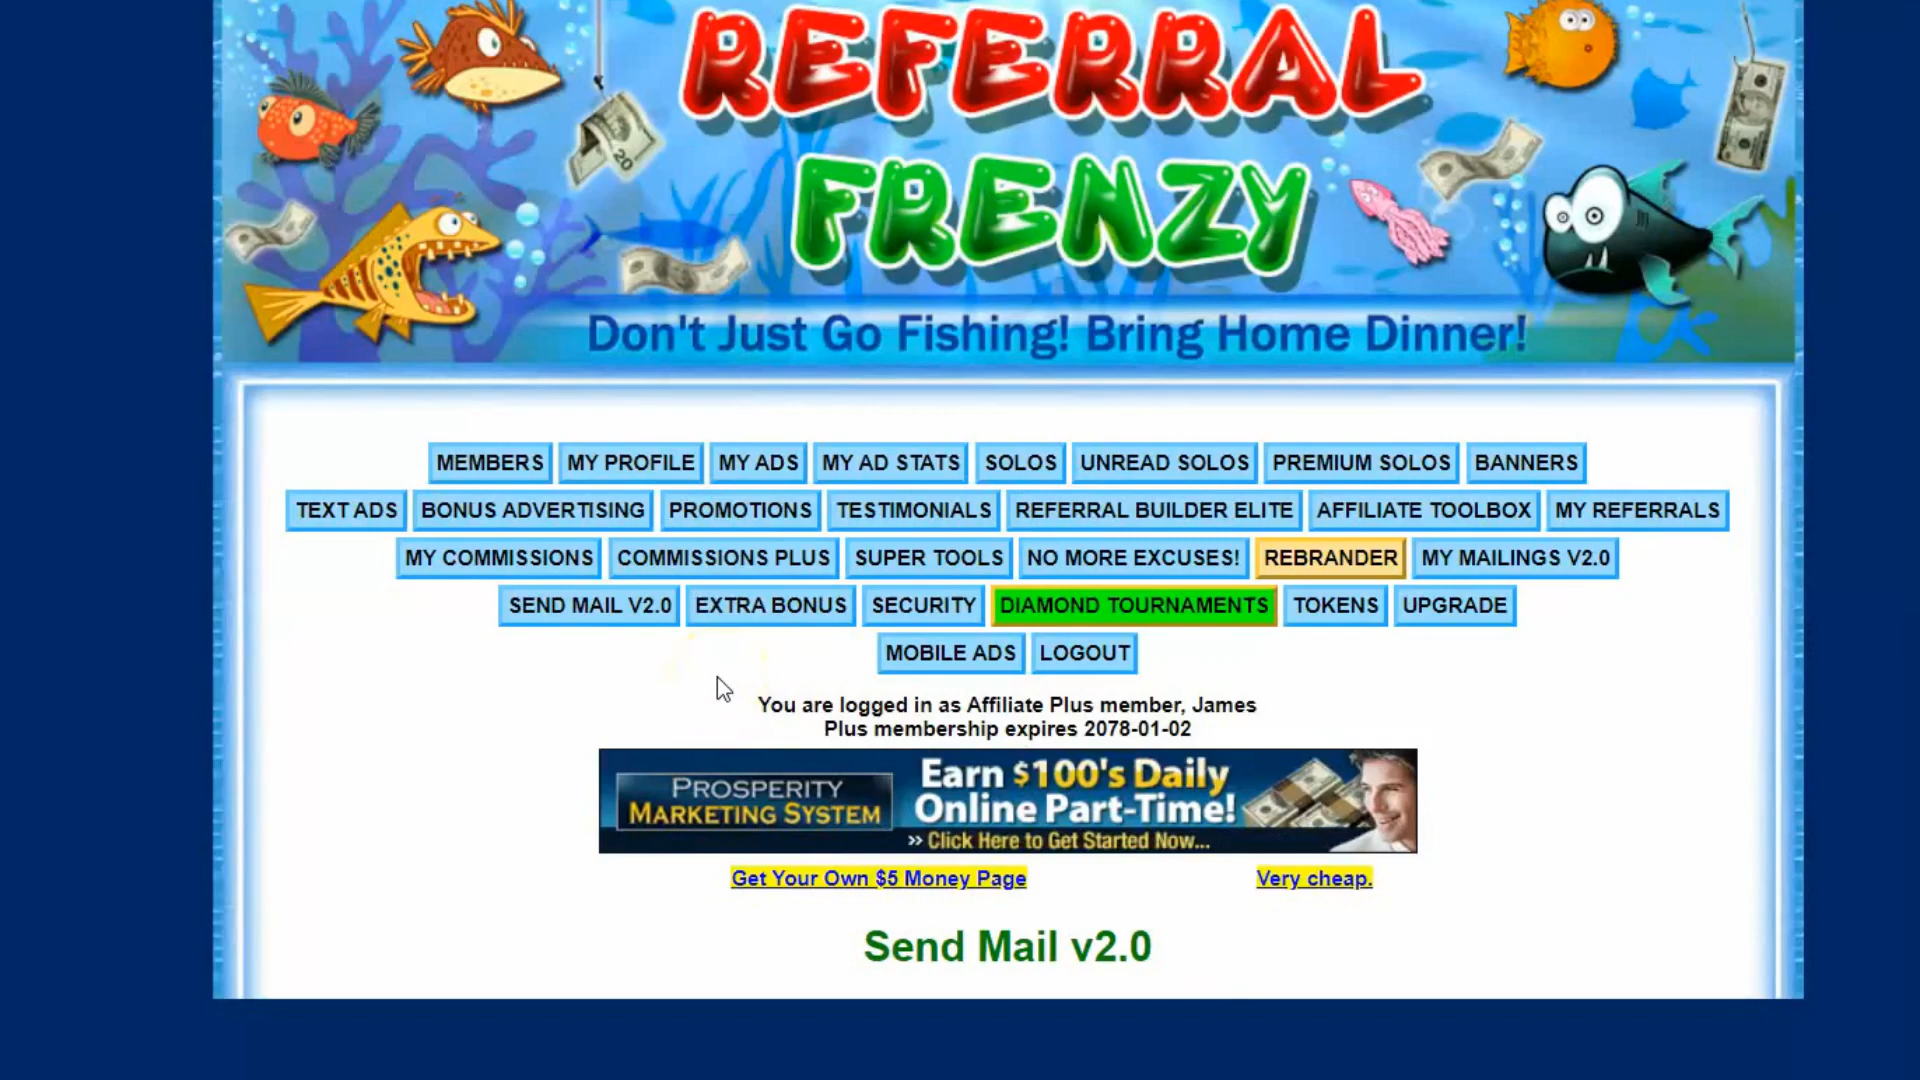 REFERRAL
FRENZY
20
Don't Just Go Fishing! Bring Home Dinner!
MEMBERS MY PROFILE MY ADS MY AD STATS SOLOS UNREAD SOLOS PREMIUM SOLOS BANNERS
TEXT ADS BONUS ADVERTISING PROMOTIONS TESTIMONIALS REFERRAL BUILDER ELITE AFFILIATE TOOLBOX MY REFERRALS
MY COMMISSIONS COMMISSIONS PLUS SUPER TOOLS NO MORE EXCUSES! REBRANDER MY MAILINGS V2.0
SEND MAIL V2.0 EXTRA BONUS SECURITY DIAMOND TOURNAMENTS TOKENS UPGRADE
MOBILE ADS LOGOUT
You are logged in as Affiliate Plus member, James
Plus membership expires 2078-01-02
PROSPERITY
MARKETING SYSTEM
Earn $100's Daily
Online Part-Time!
>> Click Here to Get Started Now...
Get Your Own $5 Money Page Very cheap.
Send Mail v2.0